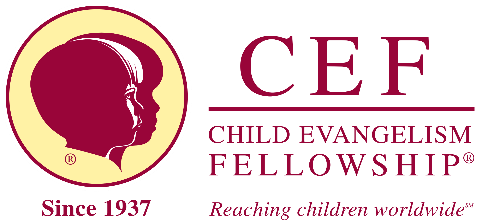 ®
Since 1937
CEF
CHILD EVANGELISM
FELLOWSHIP®
Reaching children worldwide℠